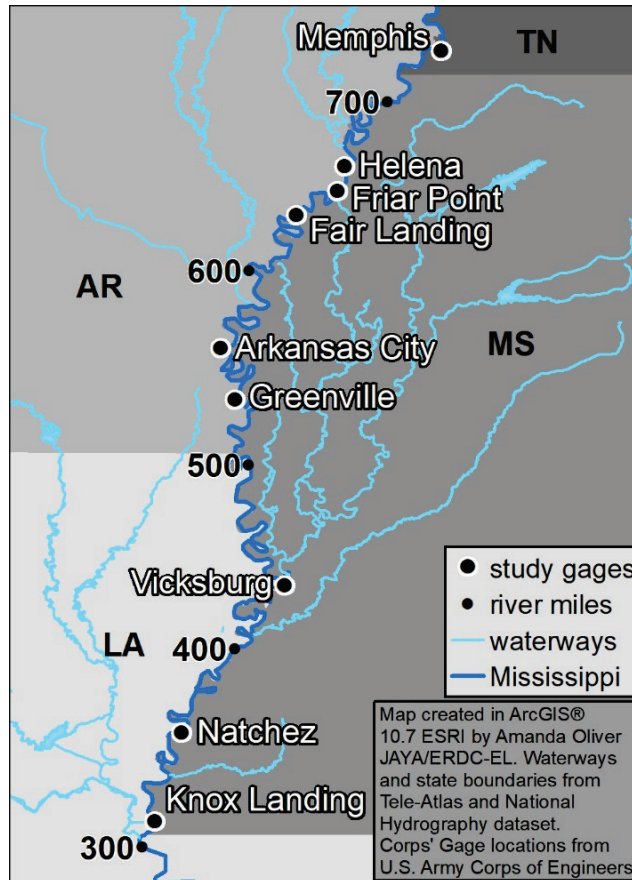 Memphis
TN
700
Helena
Friar Point
Fair Landing
600
AR
Arkansas City
MS
Greenville
500
Vicksburg
study gages
river miles
waterways
Mississippi
LA
400
Natchez
Knox Landing
300
Map created in ArcGIS®
10.7 ESRI by Amanda Oliver
JAYA/ERDC-EL. Waterways
and state boundaries from
Tele-Atlas and National
Hydrography dataset.
Corps' Gage locations from
U.S. Army Corps of Engineers